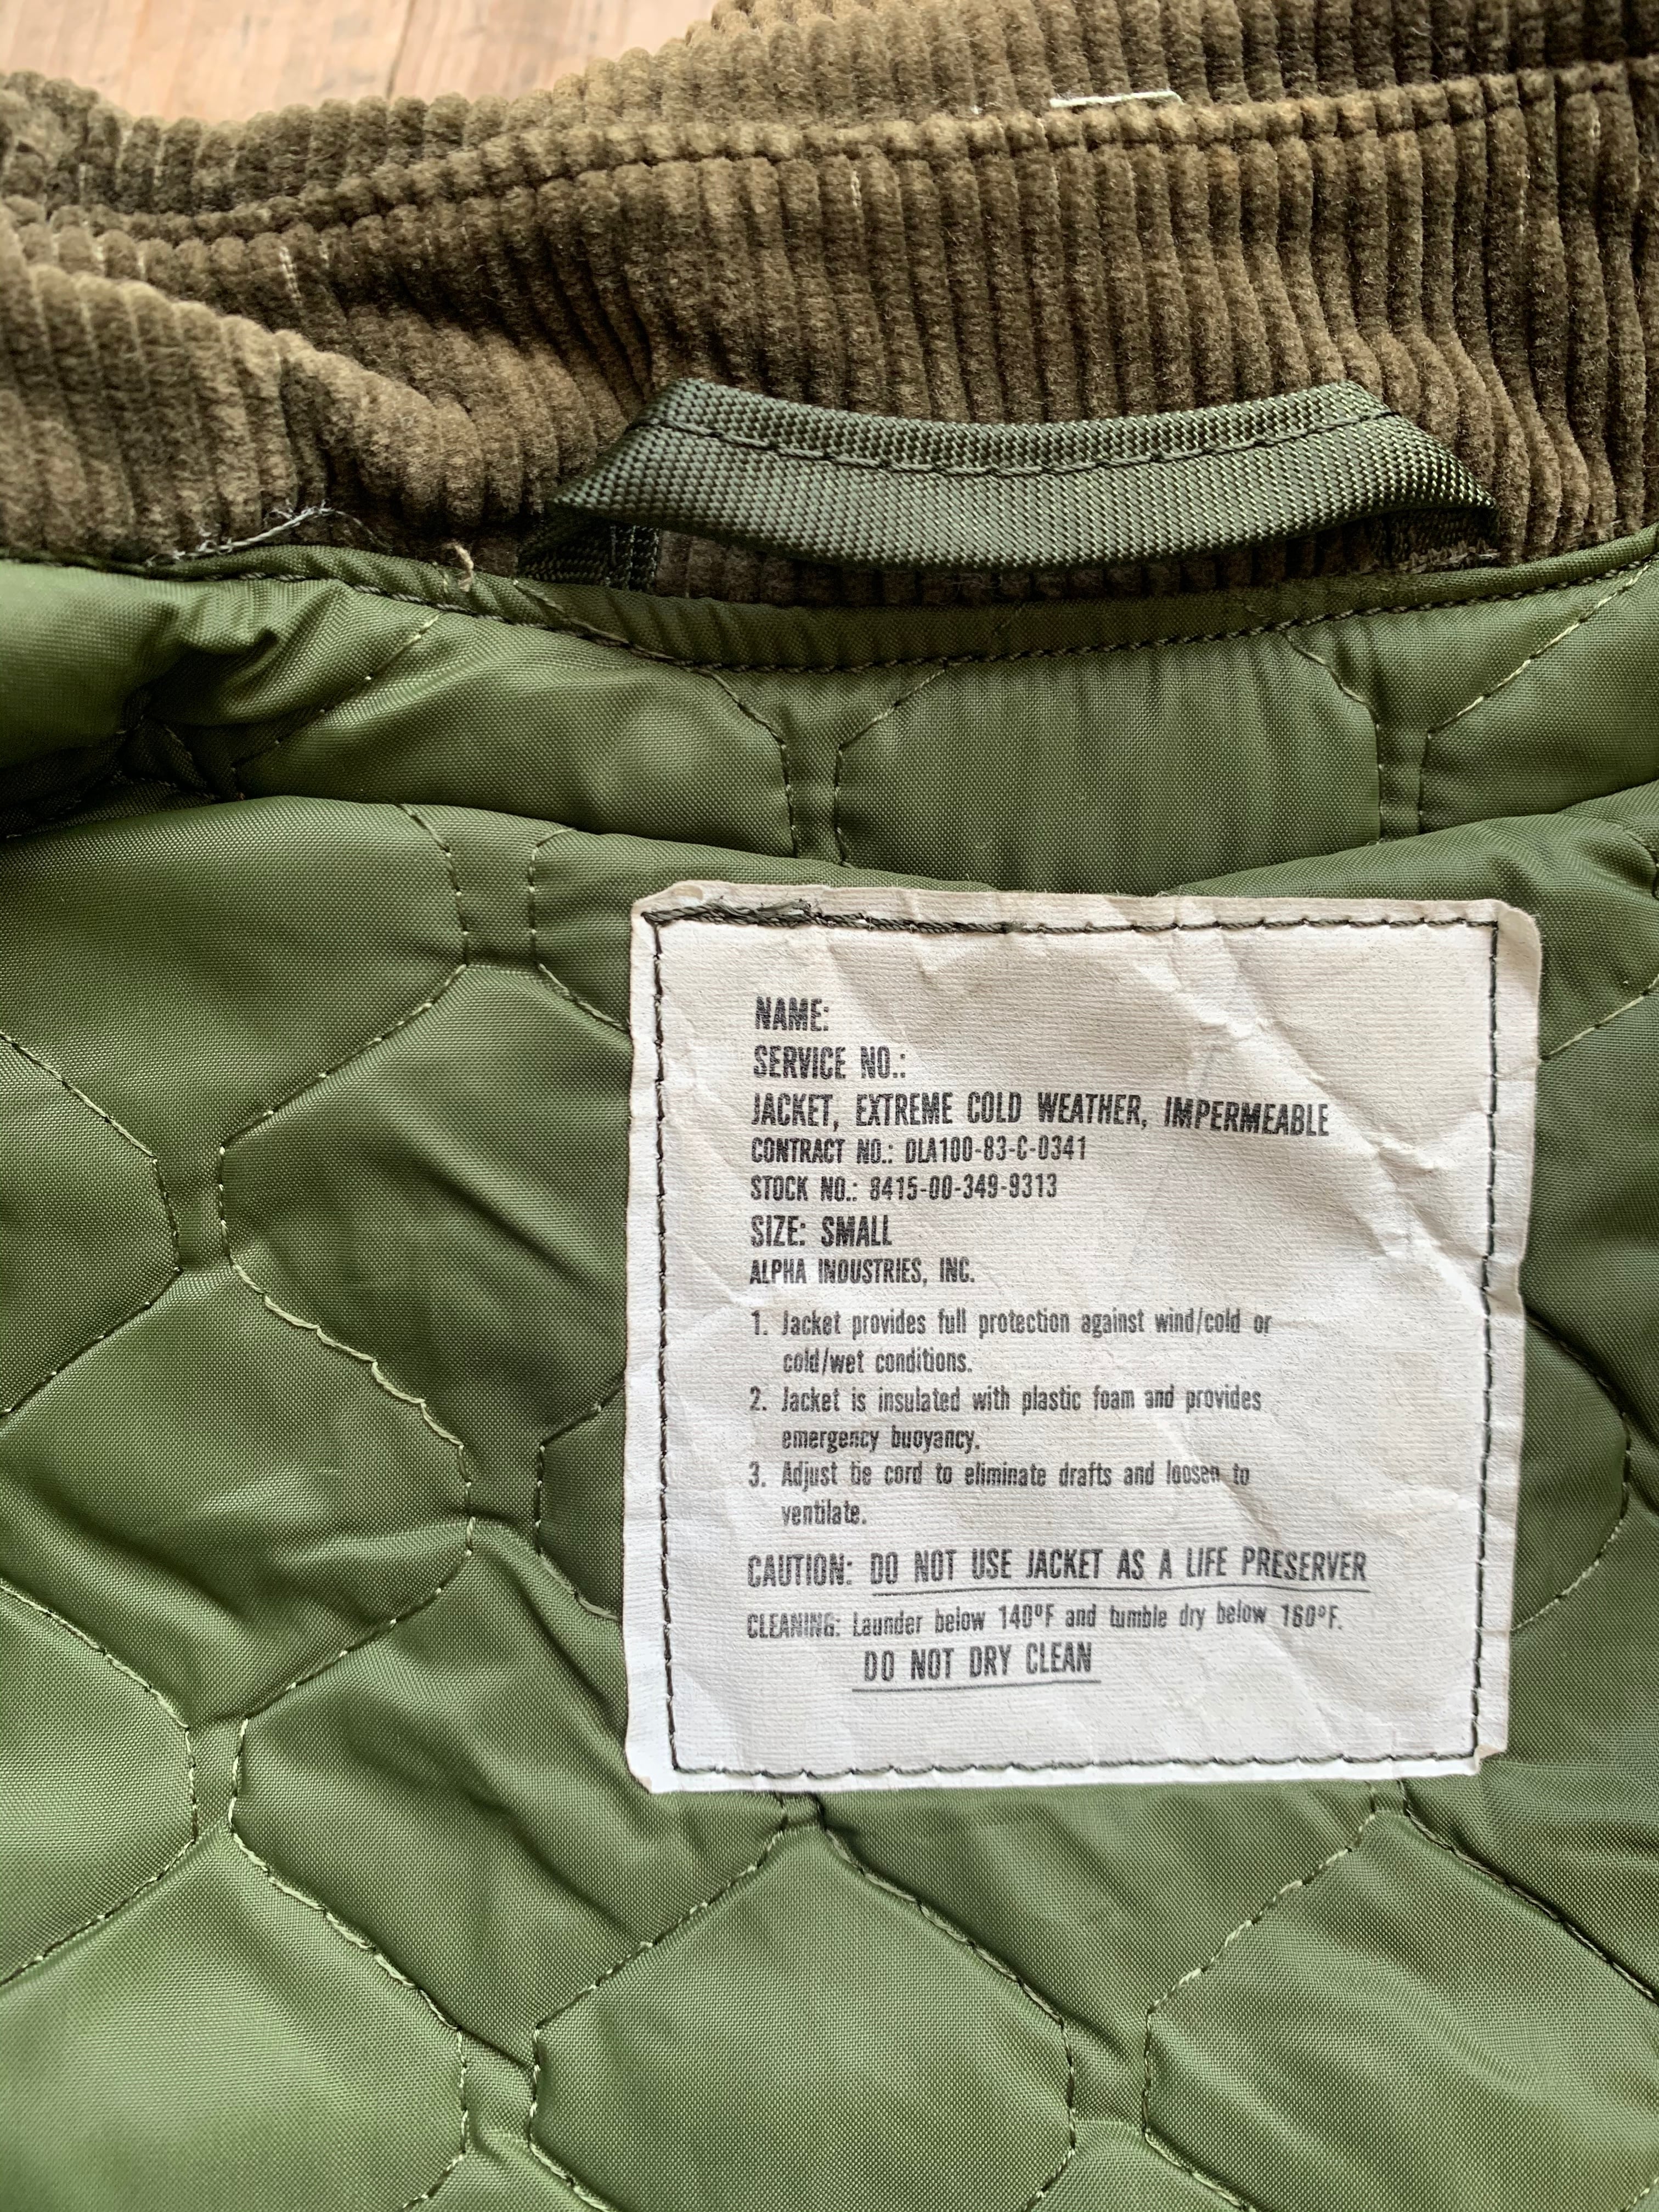 NAME:
SERVICE NO.:
JACKET, EXTREME COLD WEATHER, IMPERMEABLE
CONTRACT NO.: DLA100-83-C-0341
STOCK NO.: 8415-00-349-9313
SIZE: SMALL
ALPHA INDUSTRIES, INC.
1. Jacket provides full protection against wind/cold or
cold/wet conditions.
2. Jacket is insulated with plastic foam and provides
emergency buoyancy.
3. Adjust tie cord to eliminate drafts and loosen to
ventilate.
CAUTION: DO NOT USE JACKET AS A LIFE PRESERVER
CLEANING: Launder below 140ºF and tumble dry below 160ºF.
DO NOT DRY CLEAN